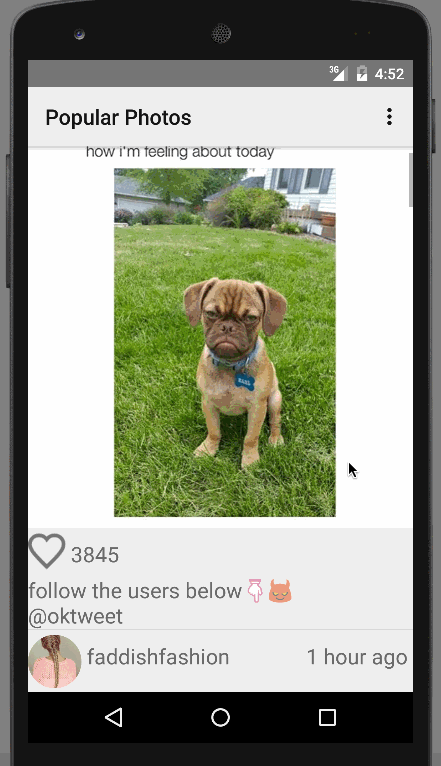 3G 4:52
Popular Photos
how i'm feeling about today
3845
follow the users below
@oktweet
faddishfashion 1 hour ago